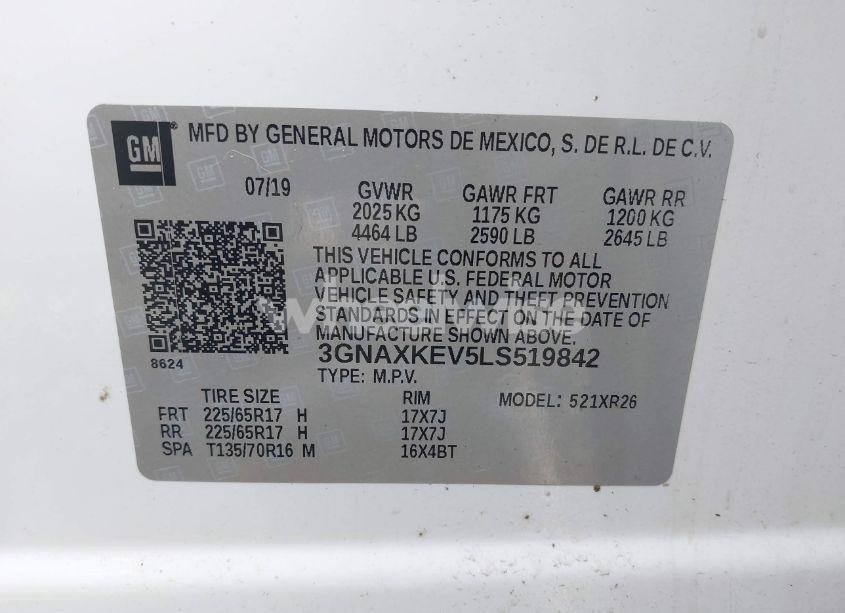 GM ® MFD BY GENERAL MOTORS DE MEXICO, S. DE R.L. DE C.V.
07/19 GVWR GAWR FRT GAWR RR
2025 KG 1175 KG 1200 KG
4464 LB 2590 LB 2645 LB
THIS VEHICLE CONFORMS TO ALL
APPLICABLE U.S. FEDERAL MOTOR
VEHICLE SAFETY AND THEFT PREVENTION
STANDARDS IN EFFECT ON THE DATE OF
MANUFACTURE SHOWN ABOVE.
8624 3GNAXKEV5LS519842
TYPE: M.P.V.
TIRE SIZE RIM MODEL: 521XR26
FRT 225/65R17 H 17X7J
RR 225/65R17 H 17X7J
SPA T135/70R16 M 16X4BT